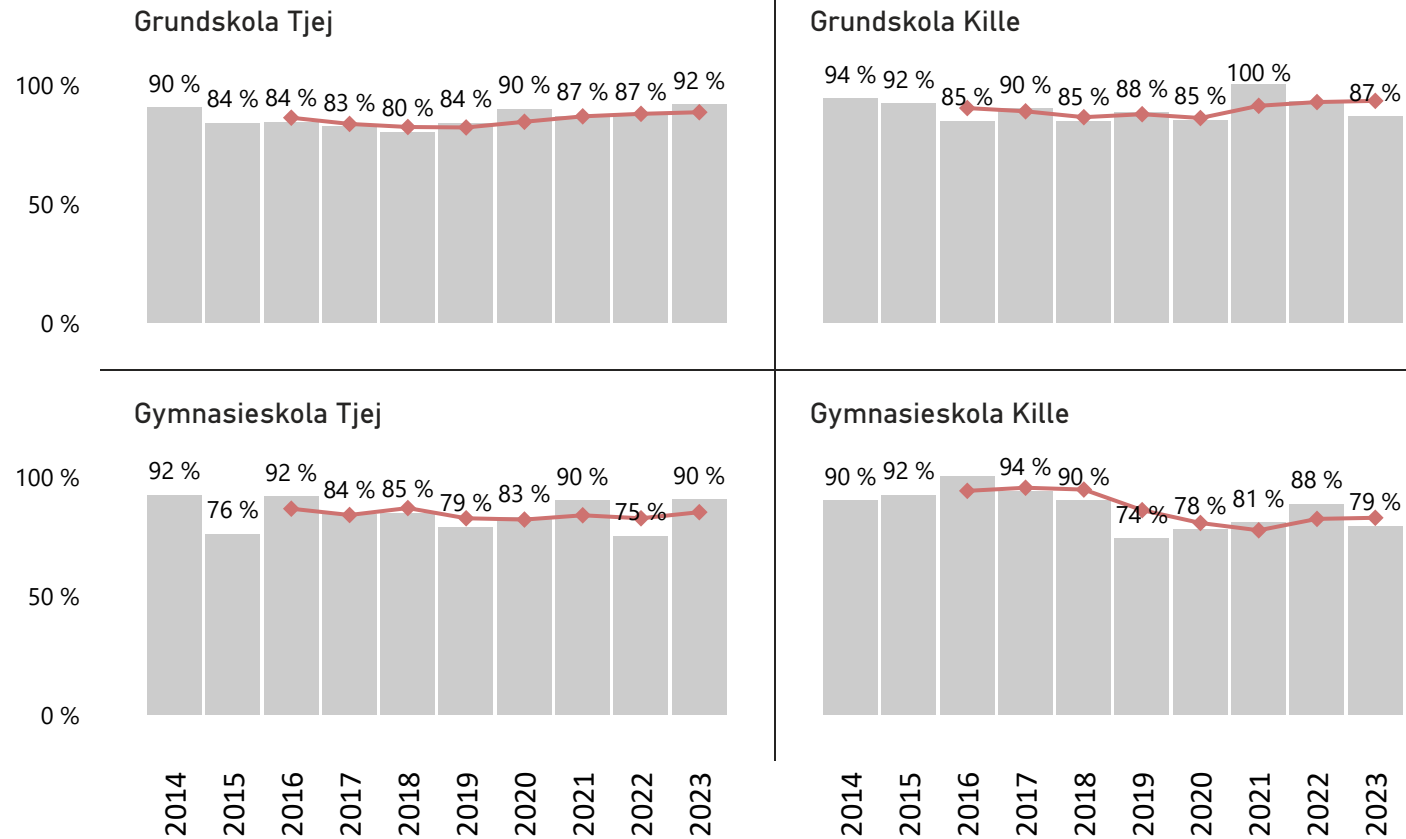 Grundskola Tjej
100 %
50 %
0 %
90 % 84 % 84 % 83 % 80 % 84 % 90 % 87 % 87 % 92 %
Grundskola Kille
94 % 92 % 85 % 90 % 85 % 88 % 85 % 100 % 87 %
Gymnasieskola Tjej
100 %
50 %
0 %
92 % 76 % 92 % 84 % 85 % 79 % 83 % 90 % 75 % 90 %
2014 2015 2016 2017 2018 2019 2020 2021 2022 2023
Gymnasieskola Kille
90 % 92 % 94 % 90 % 74 % 78 % 81 % 88 % 79 %
2014 2015 2016 2017 2018 2019 2020 2021 2022 2023